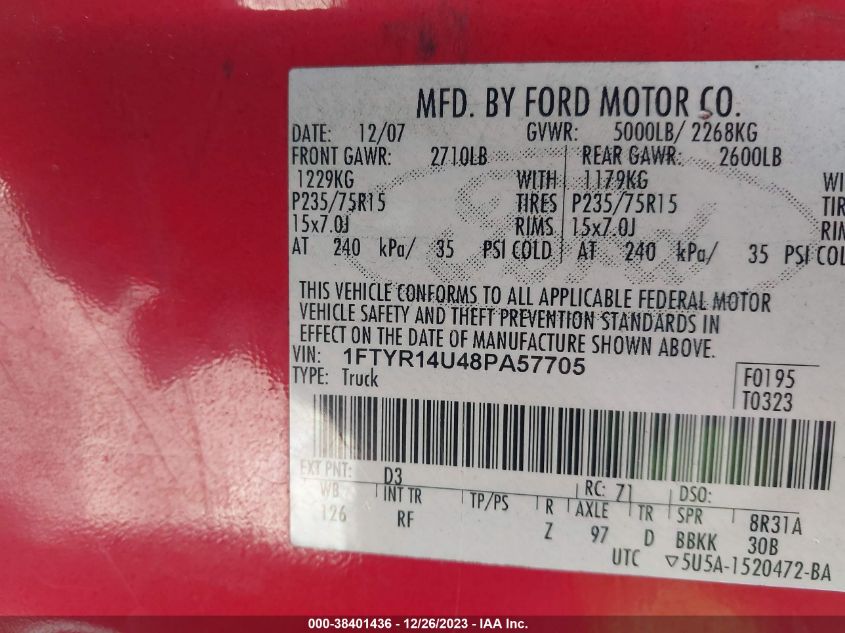 MFD. BY FORD MOTOR CO.
DATE: 12/07 GVWR: 5000LB/ 2268KG
FRONT GAWR: 2710LB REAR GAWR: 2600LB
1229KG WITH 1179KG WI
P235/75R15 TIRES P235/75R15 TIR
15x7.0J RIMS 15x7.0J RIM
AT 240 kPa/ 35 PSI COLD AT 240 kPa/ 35 PSI COL
THIS VEHICLE CONFORMS TO ALL APPLICABLE FEDERAL MOTOR
VEHICLE SAFETY AND THEFT PREVENTION STANDARDS IN
EFFECT ON THE DATE OF MANUFACTURE SHOWN ABOVE.
VIN: 1FTYR14U48PA57705
TYPE: Truck
F0195
T0323
EXT PNT: D3 RC: 71 DSO:
WB INT TR TP/PS R AXLE TR SPR 8R31A
126 RF Z 97 D BBKK 30B
UTC ▽5U5A-1520472-BA
000-38401436 - 12/26/2023 - IAA Inc.